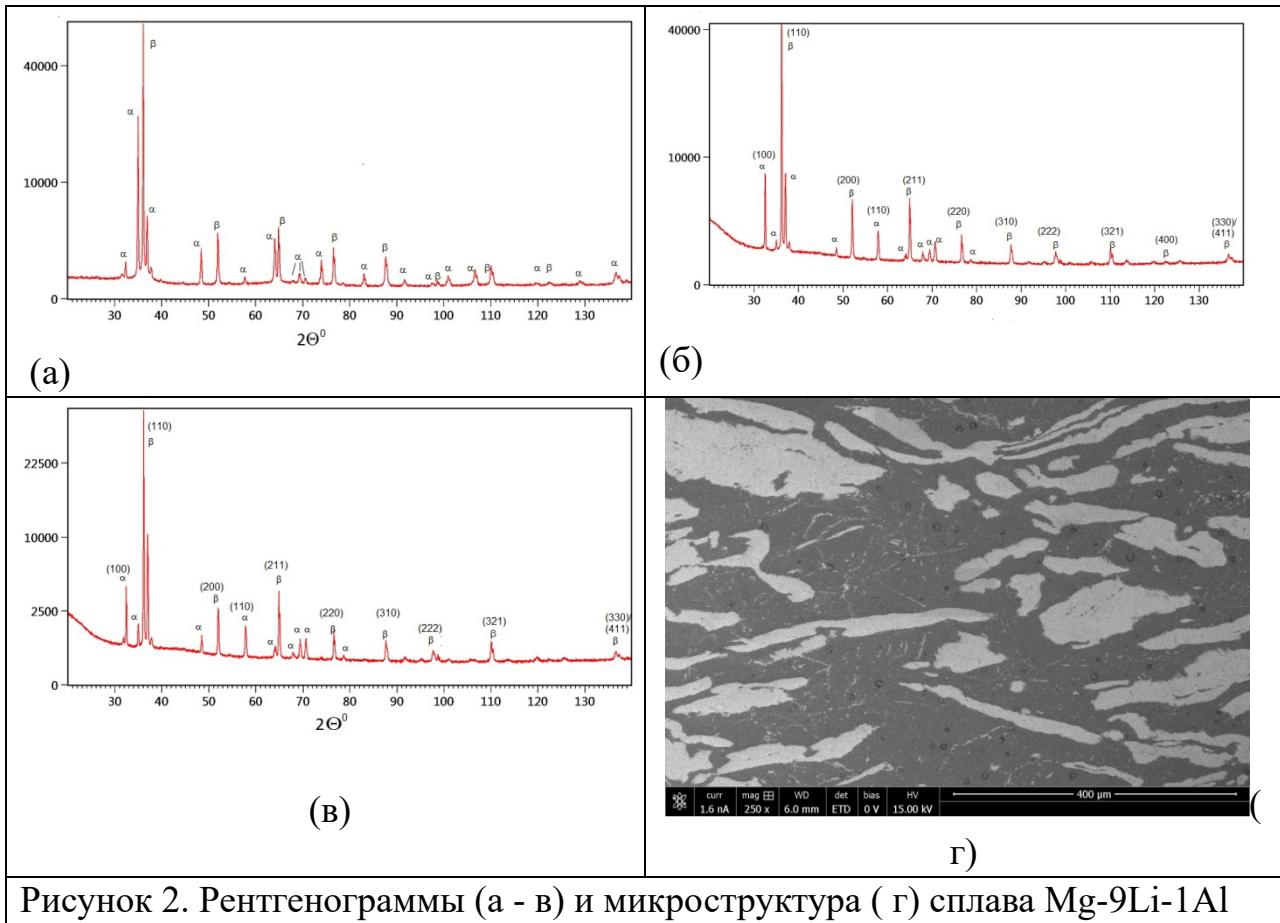 40000
10000
0
30 40 50 60 70 80 90 100 110 120 130
2Θ⁰
α α β α α β α α β α α β α β α α β α α β α β α α
(а)
40000
10000
0
30 40 50 60 70 80 90 100 110 120 130
(100) α α (110) β α α (200) β (110) α α (211) β α α α (220) β α (310) β (222) β (321) β (400) β (330)/ (411) β
(б)
22500
10000
2500
0
30 40 50 60 70 80 90 100 110 120 130
2Θ⁰
(100) α α (110) β α (200) β (110) α α (211) β α α α (220) β α (310) β (222) β (321) β (330)/ (411) β
(в)
curr mag WD det bias HV
1.6 nA 250 x 6.0 mm ETD 0 V 15.00 kV
400 µm
(
г)
Рисунок 2. Рентгенограммы (а - в) и микроструктура ( г) сплава Mg-9Li-1Al